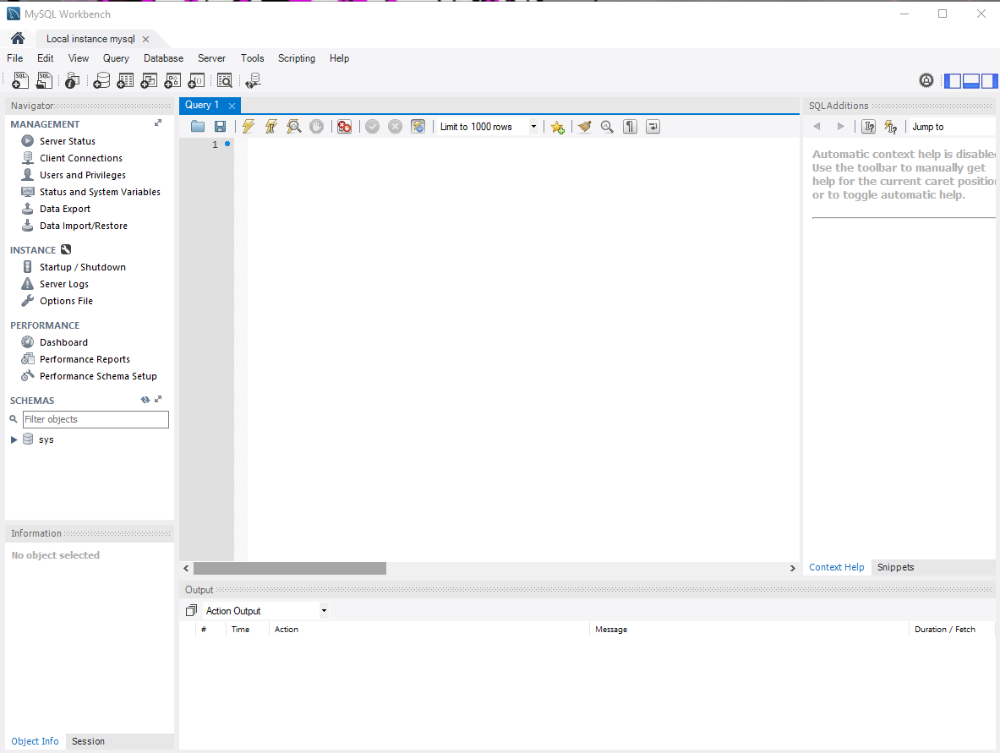 MySQL Workbench
Local instance mysql
File Edit View Query Database Server Tools Scripting Help
Navigator
MANAGEMENT
Server Status
Client Connections
Users and Privileges
Status and System Variables
Data Export
Data Import/Restore
INSTANCE
Startup / Shutdown
Server Logs
Options File
PERFORMANCE
Dashboard
Performance Reports
Performance Schema Setup
SCHEMAS
Filter objects
sys
Information
No object selected
Object Info Session
Query 1
Limit to 1000 rows
1
SQLAdditions
Jump to
Automatic context help is disable
Use the toolbar to manually get
help for the current caret position
or to toggle automatic help.
Context Help Snippets
Output
Action Output
# Time Action Message Duration / Fetch